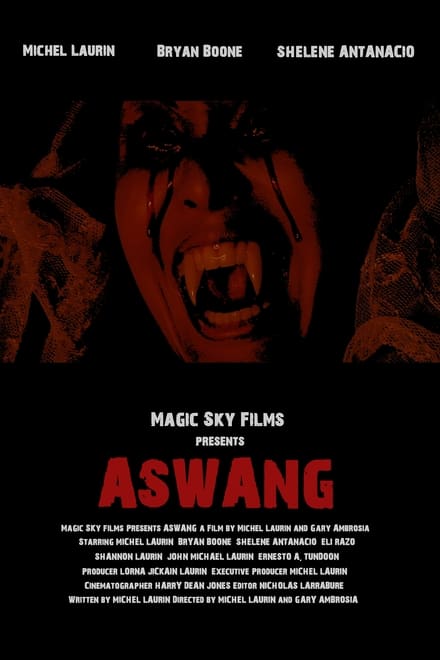 MICHEL LAURIN BRYAN BOONE SHELENE ANTANACIO
MAGIC SKY FILMS
PRESENTS
ASWANG
MAGIC SKY FILMS PRESENTS ASWANG A FILM BY MICHEL LAURIN AND GARY AMBROSIA
STARRING MICHEL LAURIN BRYAN BOONE SHELENE ANTANACIO ELI RAZO
SHANNON LAURIN JOHN MICHAEL LAURIN ERNESTO A. TUNDOON
PRODUCER LORNA JICKAIN LAURIN EXECUTIVE PRODUCER MICHEL LAURIN
CINEMATOGRAPHER HARRY DEAN JONES EDITOR NICHOLAS LARRABURE
WRITTEN BY MICHEL LAURIN DIRECTED BY MICHEL LAURIN AND GARY AMBROSIA